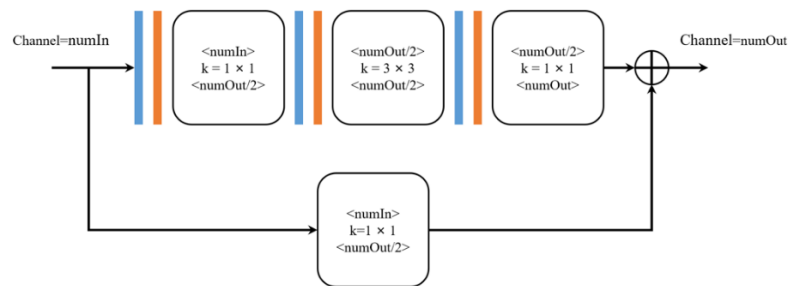 Channel=numIn
<numIn>
k = 1 × 1
<numOut/2>
<numOut/2>
k = 3 × 3
<numOut/2>
<numOut/2>
k = 1 × 1
<numOut>
Channel=numOut
<numIn>
k=1 × 1
<numOut/2>